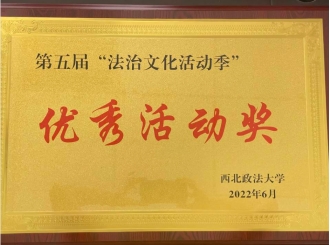 第五届“法治文化活动季”
优秀活动奖
西北政法大学
2022年6月